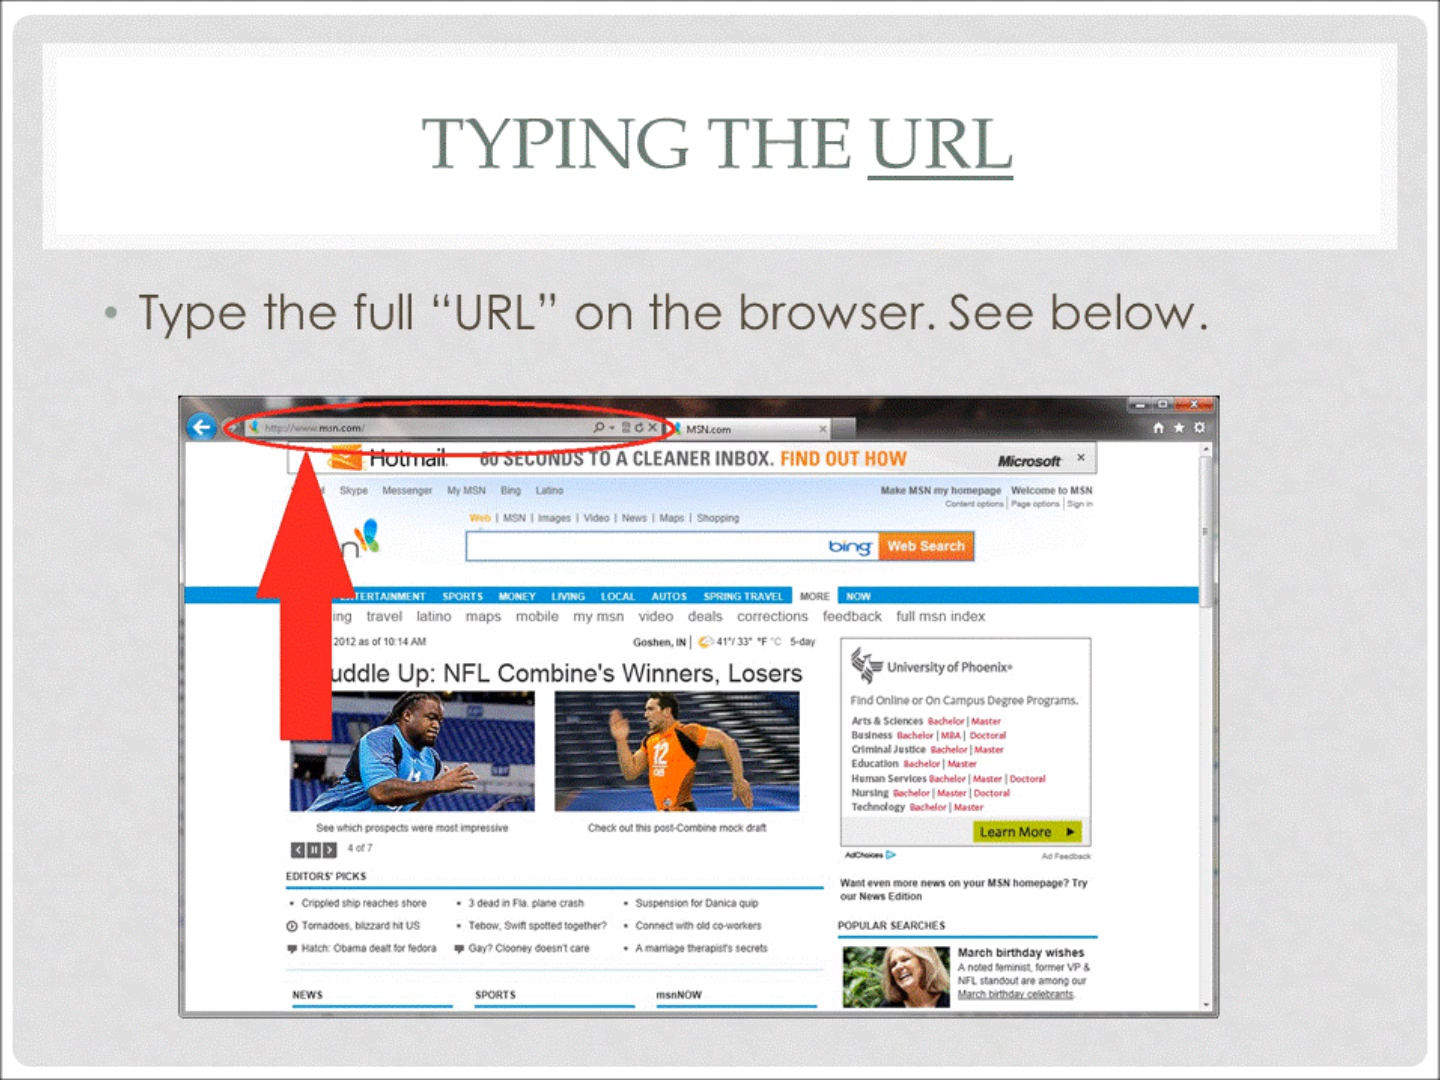 TYPING THE URL
• Type the full “URL” on the browser. See below.
http://www.msn.com/
MSN.com
Hotmail 60 SECONDS TO A CLEANER INBOX. FIND OUT HOW Microsoft
Skype Messenger My MSN Bing Latino
Make MSN my homepage Welcome to MSN
Content options | Page options | Sign in
Web | MSN | Images | Video | News | Maps | Shopping
bing Web Search
SPORTS MONEY LIVING LOCAL AUTOS SPRING TRAVEL MORE NOW
travel latino maps mobile my msn video deals corrections feedback full msn index
2012 as of 10:14 AM
Goshen, IN | 41°/ 33° °F °C 5-day
Up: NFL Combine's Winners, Losers
See which prospects were most impressive
Check out this post-Combine mock draft
4 of 7
University of Phoenix®
Find Online or On Campus Degree Programs.
Arts & Sciences Bachelor | Master
Business Bachelor | MBA | Doctoral
Criminal Justice Bachelor | Master
Education Bachelor | Master
Human Services Bachelor | Master | Doctoral
Nursing Bachelor | Master | Doctoral
Technology Bachelor | Master
Learn More
AdChoices
Ad Feedback
EDITORS' PICKS
Crippled ship reaches shore
Tornadoes, blizzard hit US
Hatch: Obama dealt for fedora
3 dead in Fla. plane crash
Tebow, Swift spotted together?
Gay? Clooney doesn't care
Suspension for Danica quip
Connect with old co-workers
A marriage therapist's secrets
Want even more news on your MSN homepage? Try
our News Edition
POPULAR SEARCHES
March birthday wishes
A noted feminist, former VP &
NFL standout are among our
March birthday celebrants.
NEWS
SPORTS
msnNOW